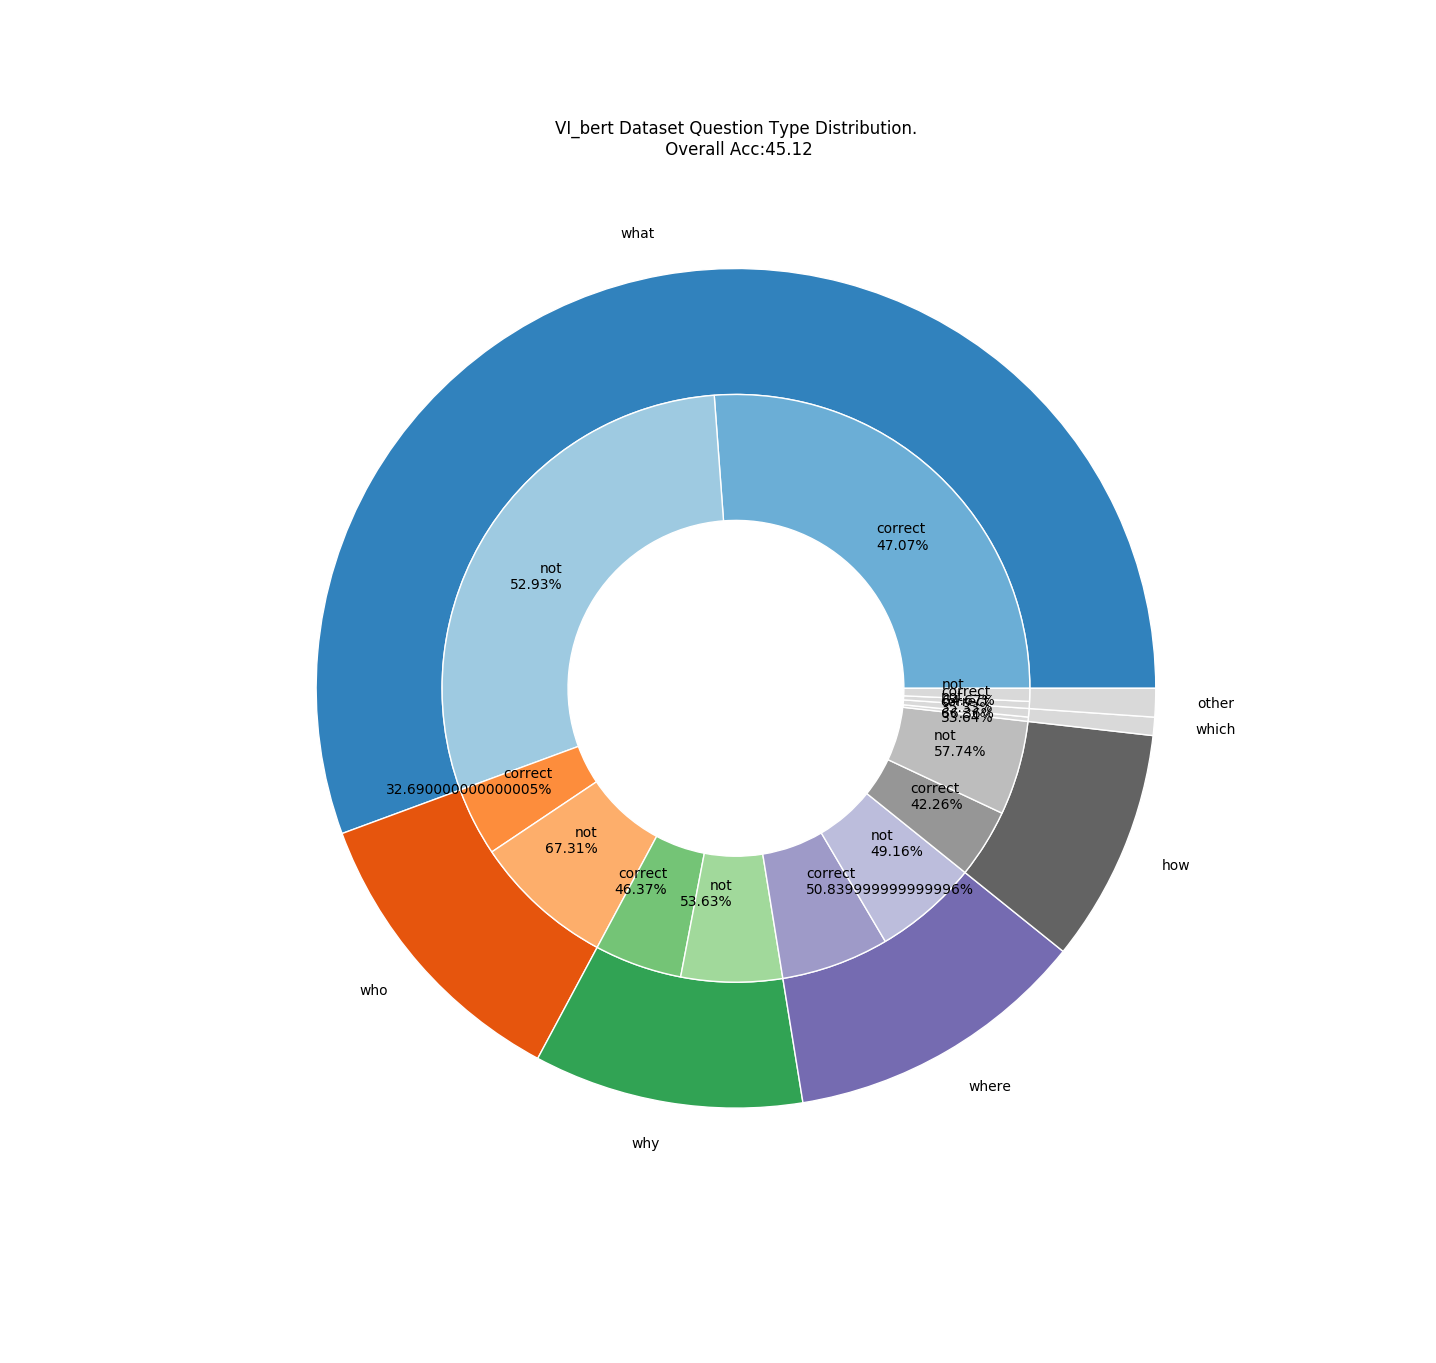 VI_bert Dataset Question Type Distribution.
Overall Acc:45.12
what
correct
47.07%
not
52.93%
not
correct
other
which
not
57.74%
correct
42.26%
how
correct
32.690000000000005%
not
67.31%
correct
46.37%
not
53.63%
correct
50.839999999999996%
not
49.16%
who
where
why